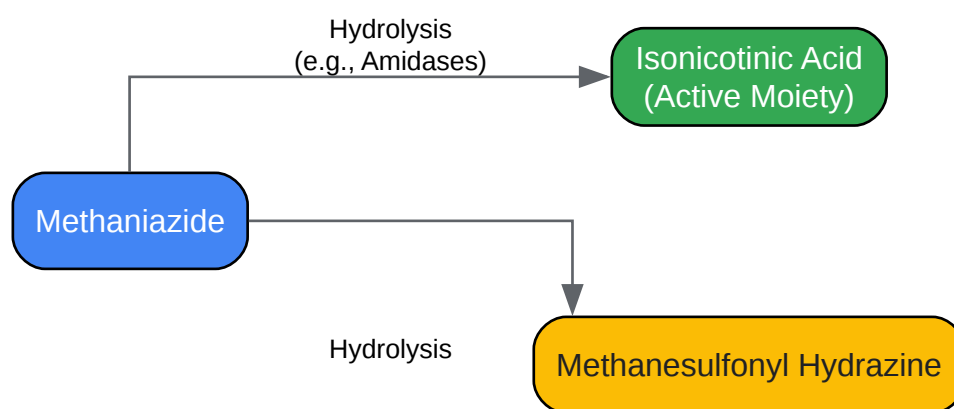 Hydrolysis
(e.g., Amidases)
Isonicotinic Acid
(Active Moiety)
Methaniazide
Hydrolysis
Methanesulfonyl Hydrazine